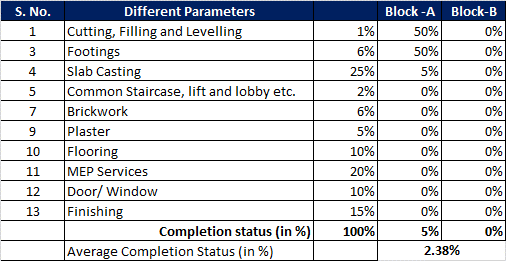 S. No. Different Parameters Block -A Block-B
1 Cutting, Filling and Levelling 1% 50% 0%
3 Footings 6% 50% 0%
4 Slab Casting 25% 5% 0%
5 Common Staircase, lift and lobby etc. 2% 0% 0%
7 Brickwork 6% 0% 0%
9 Plaster 5% 0% 0%
10 Flooring 10% 0% 0%
11 MEP Services 20% 0% 0%
12 Door/ Window 10% 0% 0%
13 Finishing 15% 0% 0%
Completion status (in %) 100% 5% 0%
Average Completion Status (in %) 2.38%